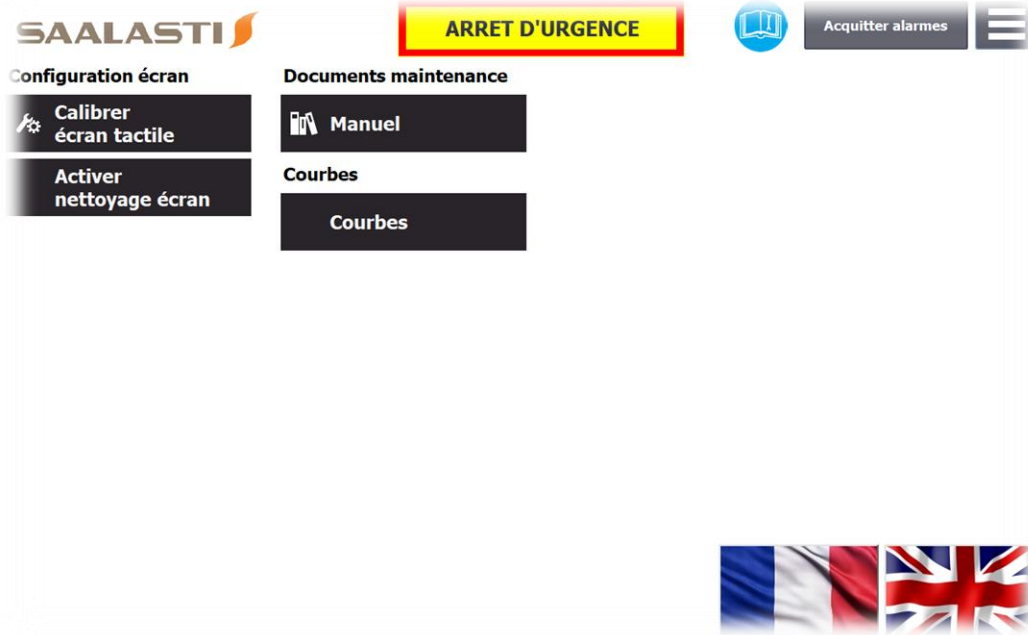 SAALASTI
ARRET D'URGENCE
Acquitter alarmes
Configuration écran
Documents maintenance
Calibrer
écran tactile
Manuel
Activer
nettoyage écran
Courbes
Courbes